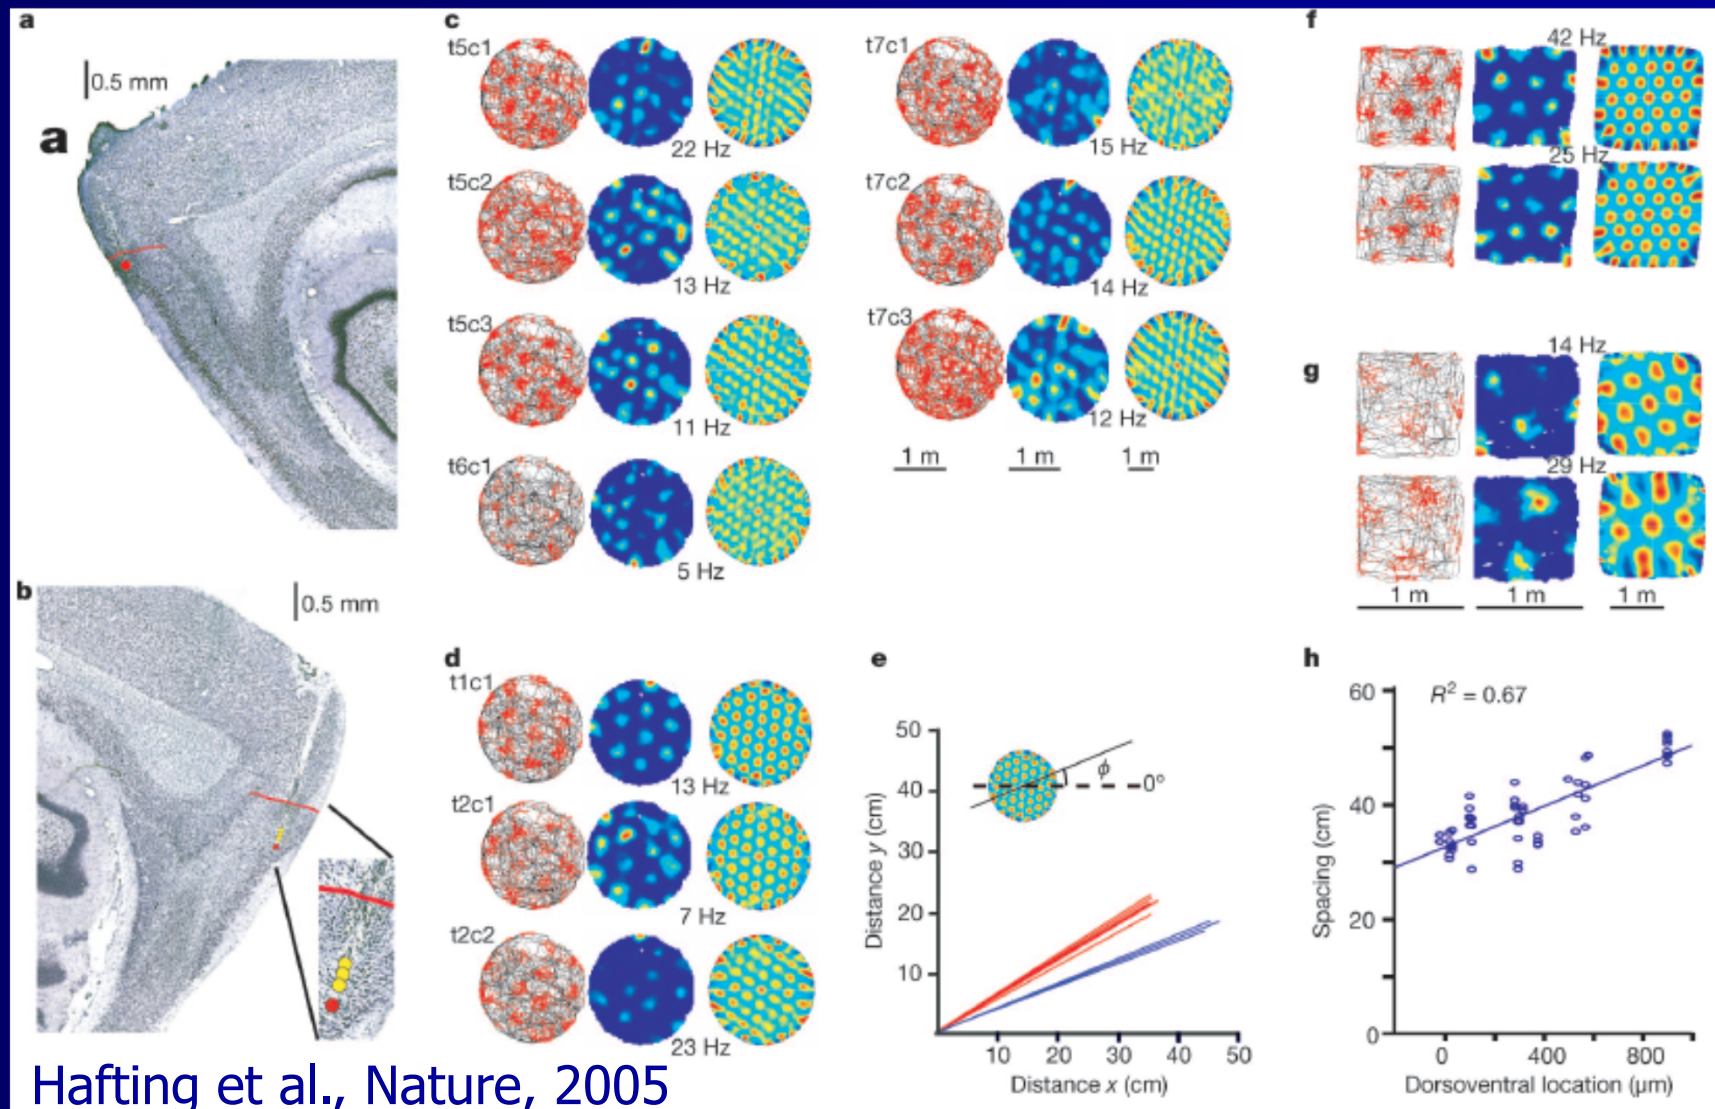 a
0.5 mm
a
b
0.5 mm
c
t5c1
22 Hz
t5c2
13 Hz
t5c3
11 Hz
t6c1
5 Hz
t7c1
15 Hz
t7c2
14 Hz
t7c3
12 Hz
1 m 1 m 1 m
d
t1c1
13 Hz
t2c1
7 Hz
t2c2
23 Hz
e
50
40
30
20
10
Distance y (cm)
ϕ
0°
10 20 30 40 50
Distance x (cm)
f
42 Hz
25 Hz
g
14 Hz
29 Hz
1 m 1 m 1 m
h
R² = 0.67
60
40
20
0
Spacing (cm)
0 400 800
Dorsoventral location (μm)
Hafting et al., Nature, 2005